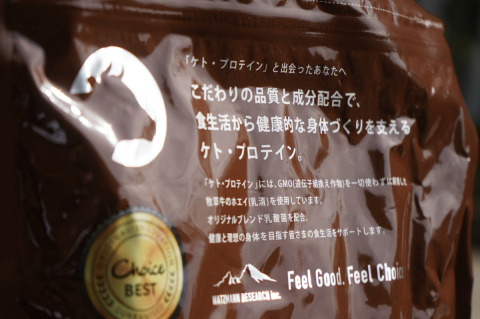 「ケト・プロテイン」と出会ったあなたへ
こだわりの品質と成分配合で、
食生活から健康的な身体づくりを支える
ケト・プロテイン。
「ケト・プロテイン」には、GMO(遺伝子組換え作物)を一切使わずに飼育した
牧草牛のホエイ(乳清)を使用しています。
オリジナルブレンド乳酸菌を配合。
健康と理想の身体を目指す皆さまの食生活をサポートします。
Choice
BEST
MATZMANN RESEARCH Inc.
Feel Good. Feel Choice